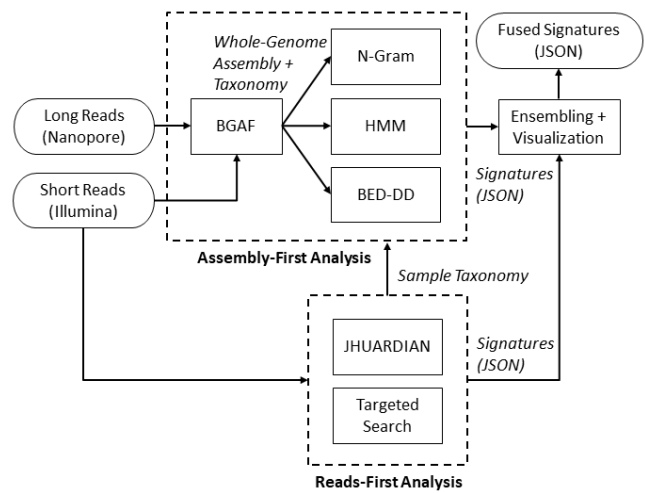 Fused Signatures
(JSON)
Whole-Genome
Assembly +
Taxonomy
N-Gram
Long Reads
(Nanopore)
BGAF
HMM
Ensembling +
Visualization
Short Reads
(Illumina)
BED-DD
Signatures
(JSON)
Assembly-First Analysis
Sample Taxonomy
JHUARDIAN
Signatures
(JSON)
Targeted
Search
Reads-First Analysis